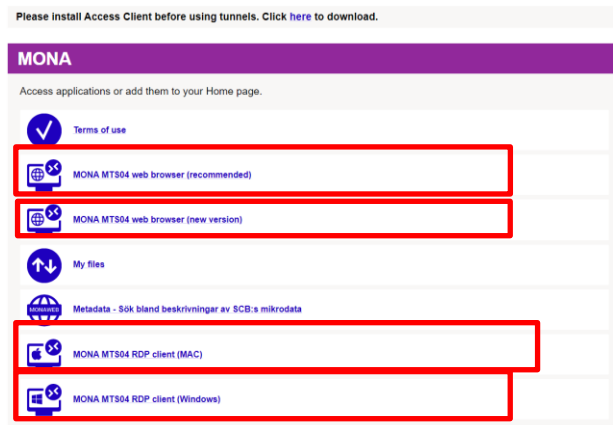 Please install Access Client before using tunnels. Click here to download.
MONA
Access applications or add them to your Home page.
Terms of use
MONA MTS04 web browser (recommended)
MONA MTS04 web browser (new version)
My files
MONAWEB
Metadata - Sök bland beskrivningar av SCB:s mikrodata
MONA MTS04 RDP client (MAC)
MONA MTS04 RDP client (Windows)